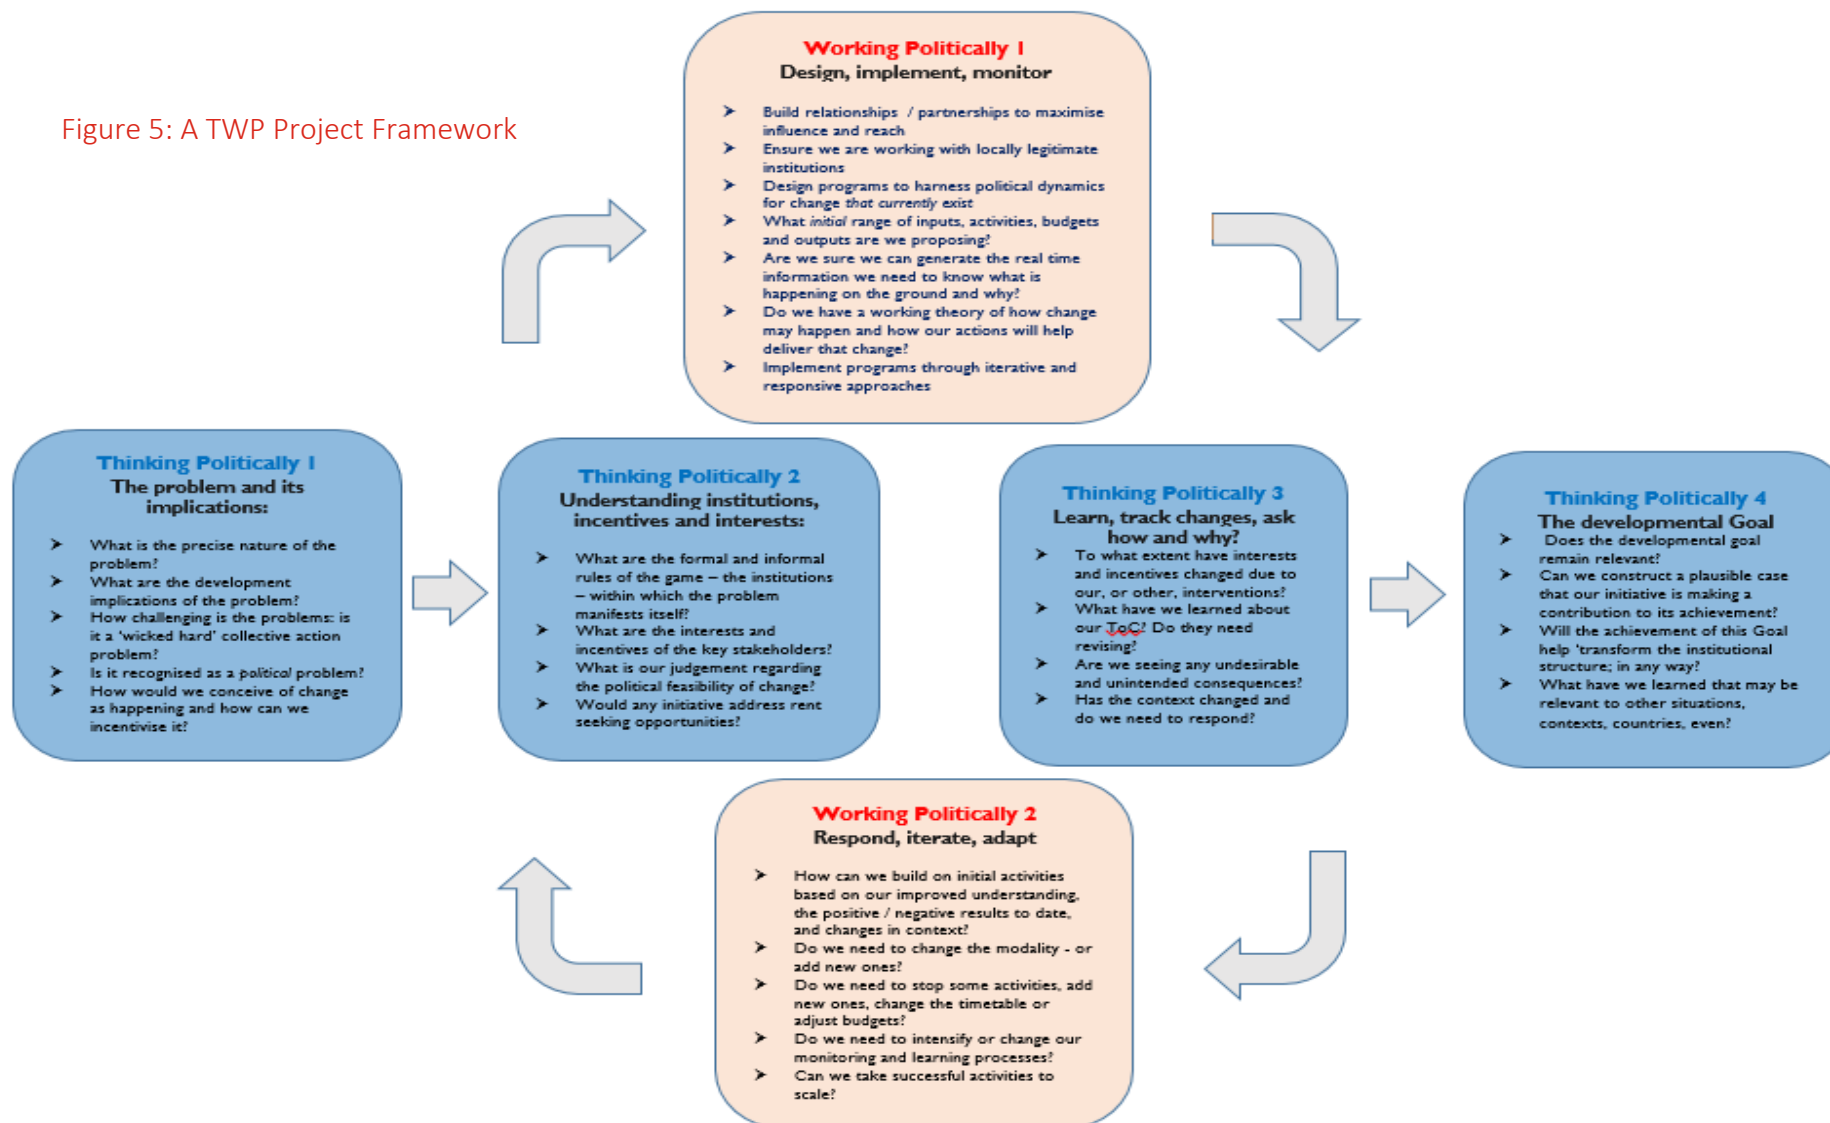 Figure 5: A TWP Project Framework
Working Politically 1
Design, implement, monitor
➤ Build relationships / partnerships to maximise
influence and reach
➤ Ensure we are working with locally legitimate
institutions
➤ Design programs to harness political dynamics
for change that currently exist
➤ What initial range of inputs, activities, budgets
and outputs are we proposing?
➤ Are we sure we can generate the real time
information we need to know what is
happening on the ground and why?
➤ Do we have a working theory of how change
may happen and how our actions will help
deliver that change?
➤ Implement programs through iterative and
responsive approaches
Thinking Politically 1
The problem and its
implications:
➤ What is the precise nature of the
problem?
➤ What are the development
implications of the problem?
➤ How challenging is the problems: is
it a ‘wicked hard’ collective action
problem?
➤ Is it recognised as a political problem?
➤ How would we conceive of change
as happening and how can we
incentivise it?
Thinking Politically 2
Understanding institutions,
incentives and interests:
➤ What are the formal and informal
rules of the game – the institutions
– within which the problem
manifests itself?
➤ What are the interests and
incentives of the key stakeholders?
➤ What is our judgement regarding
the political feasibility of change?
➤ Would any initiative address rent
seeking opportunities?
Thinking Politically 3
Learn, track changes, ask
how and why?
➤ To what extent have interests
and incentives changed due to
our, or other, interventions?
➤ What have we learned about
our ToC? Do they need
revising?
➤ Are we seeing any undesirable
and unintended consequences?
➤ Has the context changed and
do we need to respond?
Thinking Politically 4
The developmental Goal
➤ Does the developmental goal
remain relevant?
➤ Can we construct a plausible case
that our initiative is making a
contribution to its achievement?
➤ Will the achievement of this Goal
help ‘transform the institutional
structure; in any way?
➤ What have we learned that may be
relevant to other situations,
contexts, countries, even?
Working Politically 2
Respond, iterate, adapt
➤ How can we build on initial activities
based on our improved understanding,
the positive / negative results to date,
and changes in context?
➤ Do we need to change the modality - or
add new ones?
➤ Do we need to stop some activities, add
new ones, change the timetable or
adjust budgets?
➤ Do we need to intensify or change our
monitoring and learning processes?
➤ Can we take successful activities to
scale?